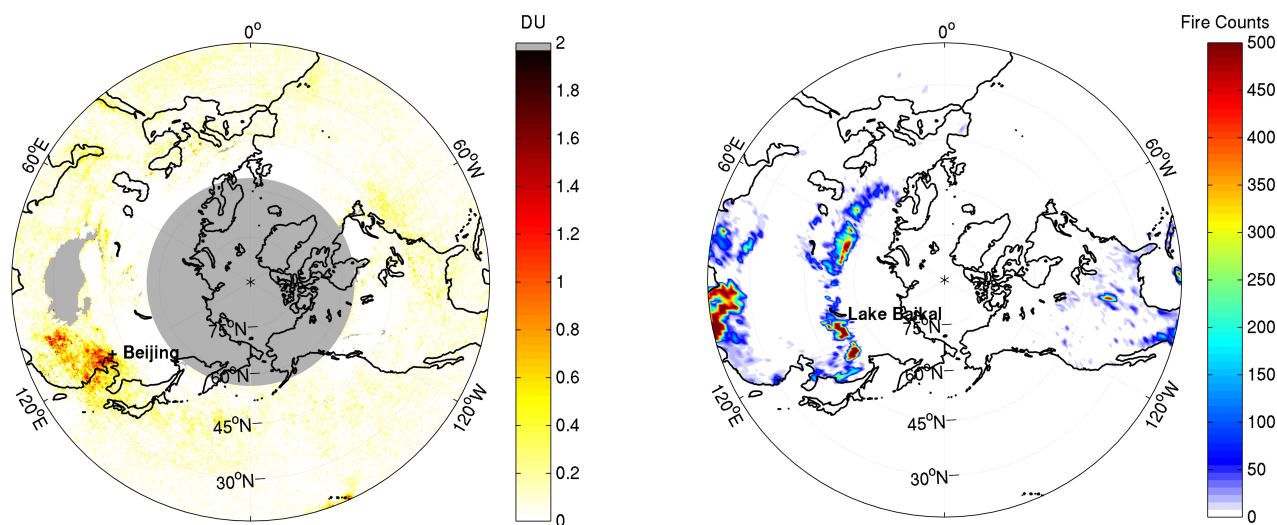 DU
0°
60°E
60°W
120°E
120°W
75°N
60°N
45°N
30°N
+ Beijing
2
1.8
1.6
1.4
1.2
1
0.8
0.6
0.4
0.2
0
Fire Counts
0°
60°E
60°W
120°E
120°W
Lake Baikal
75°N
60°N
45°N
30°N
500
450
400
350
300
250
200
150
100
50
0